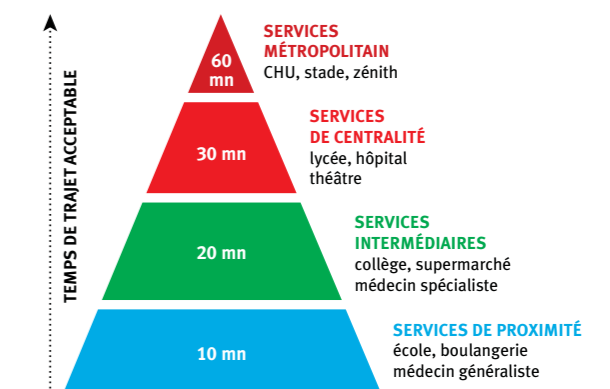 TEMPS DE TRAJET ACCEPTABLE
60
mn
SERVICES
MÉTROPOLITAIN
CHU, stade, zénith
30 mn
SERVICES
DE CENTRALITÉ
lycée, hôpital
théâtre
20 mn
SERVICES
INTERMÉDIAIRES
collège, supermarché
médecin spécialiste
10 mn
SERVICES DE PROXIMITÉ
école, boulangerie
médecin généraliste